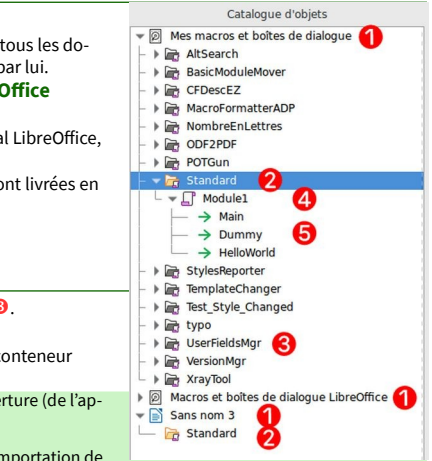 tous les do-
par lui.
Office
al LibreOffice,
ont livrées en
3.
conteneur
erture (de l'ap-
mportation de
Catalogue d'objets
Mes macros et boîtes de dialogue 1
AltSearch
BasicModuleMover
CFDescEZ
MacroFormatterADP
NombreEnLettres
ODF2PDF
POTGun
Standard 2
Module1 4
Main
Dummy 5
HelloWorld
StylesReporter
TemplateChanger
Test_Style_Changed
typo
UserFieldsMgr 3
VersionMgr
XrayTool
Macros et boîtes de dialogue LibreOffice 1
Sans nom 3 1
Standard 2